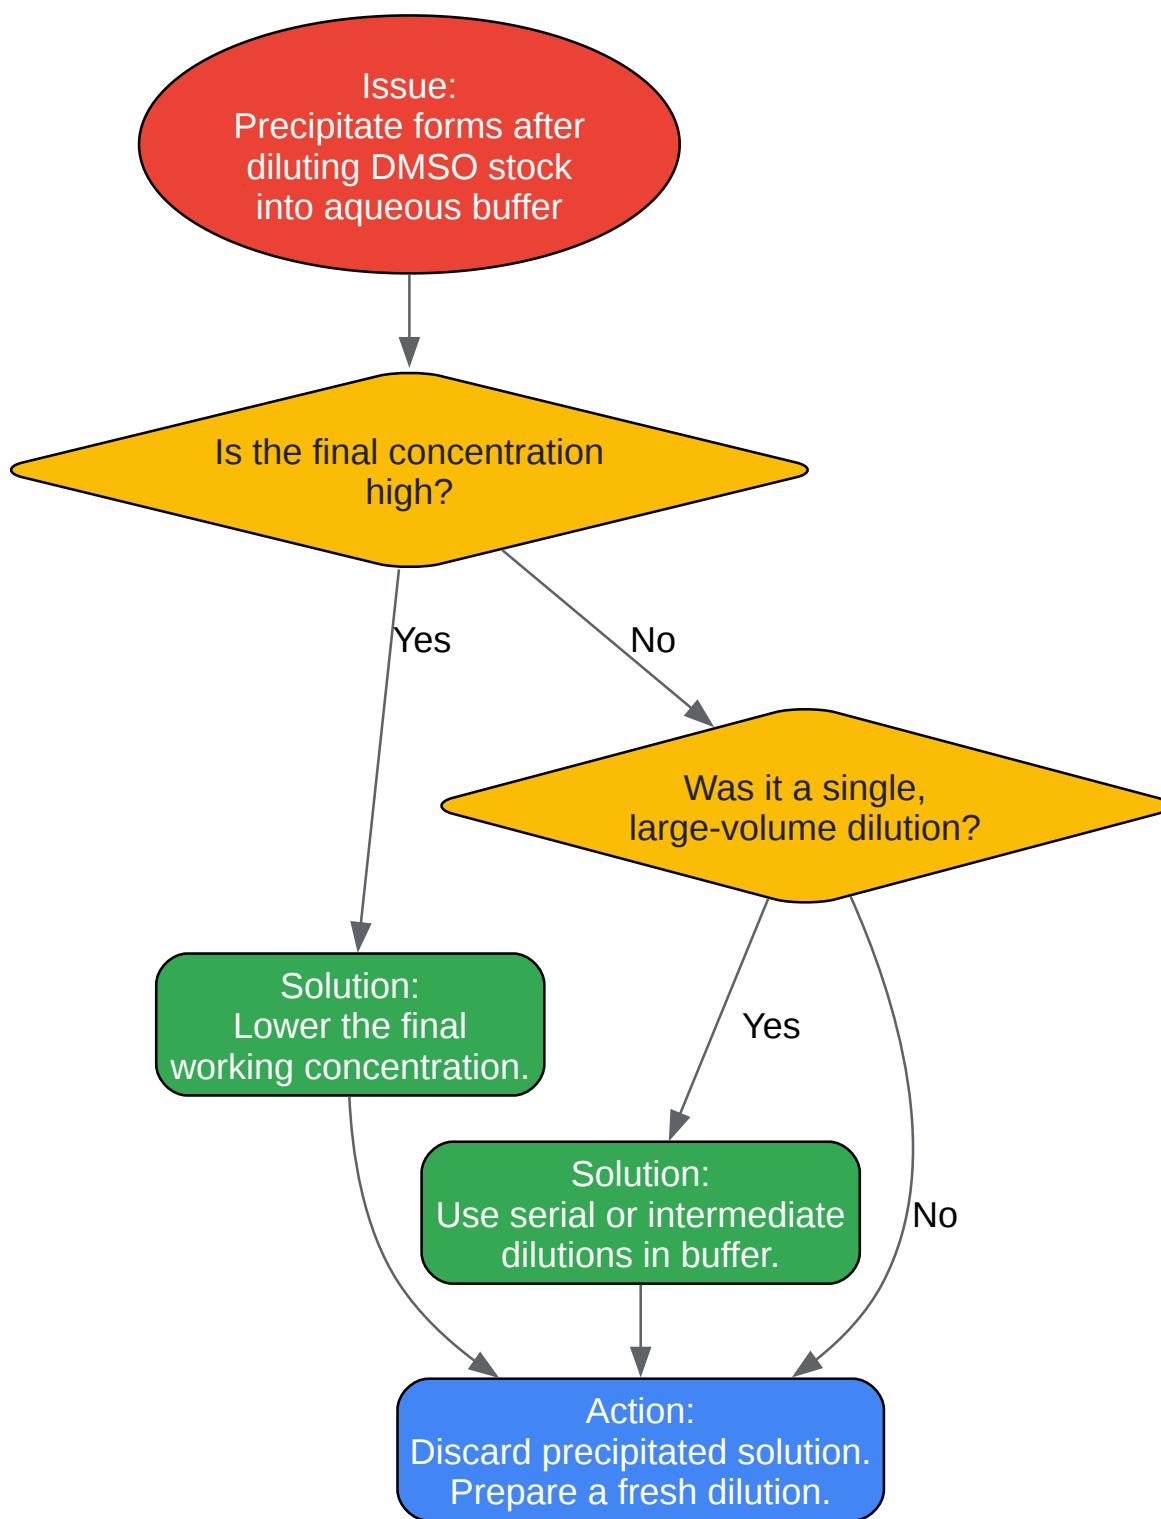 Issue:
Precipitate forms after
diluting DMSO stock
into aqueous buffer
Is the final concentration
high?
Yes
No
Was it a single,
large-volume dilution?
Solution:
Lower the final
working concentration.
Yes
Solution:
Use serial or intermediate
dilutions in buffer.
No
Action:
Discard precipitated solution.
Prepare a fresh dilution.